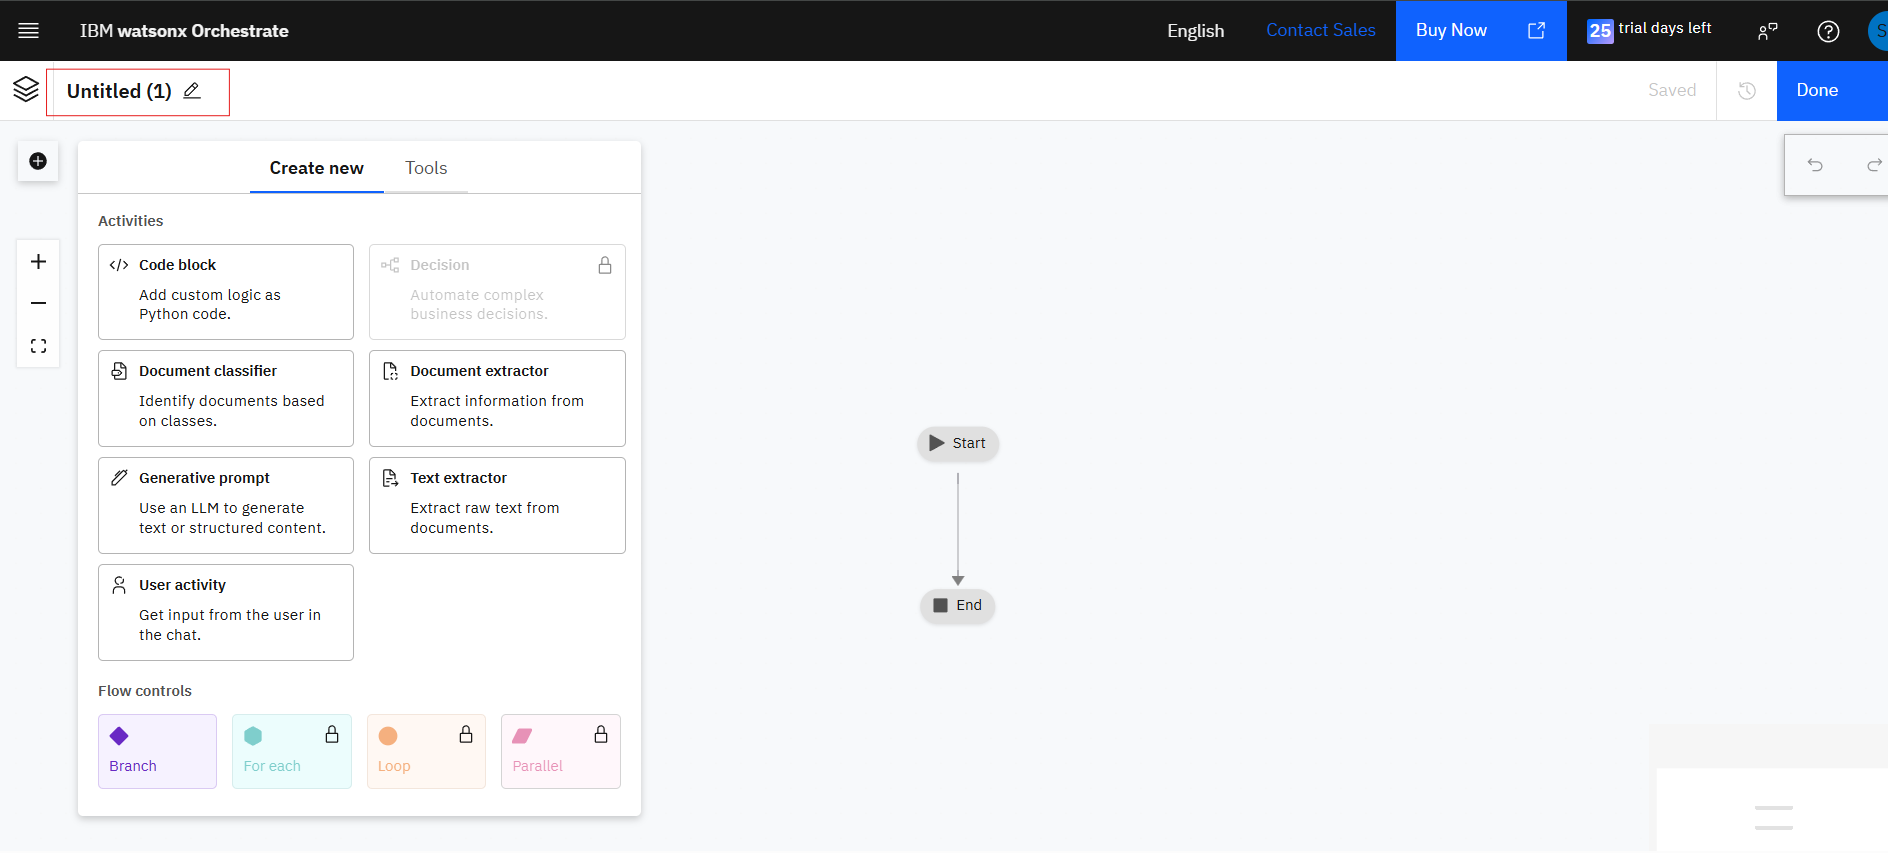 IBM watsonx Orchestrate
English
Contact Sales
Buy Now
25 trial days left
S
Untitled (1)
Saved
Done
Create new
Tools
Activities
Code block
Add custom logic as
Python code.
Decision
Automate complex
business decisions.
Document classifier
Identify documents based
on classes.
Document extractor
Extract information from
documents.
Generative prompt
Use an LLM to generate
text or structured content.
Text extractor
Extract raw text from
documents.
User activity
Get input from the user in
the chat.
Flow controls
Branch
For each
Loop
Parallel
Start
End